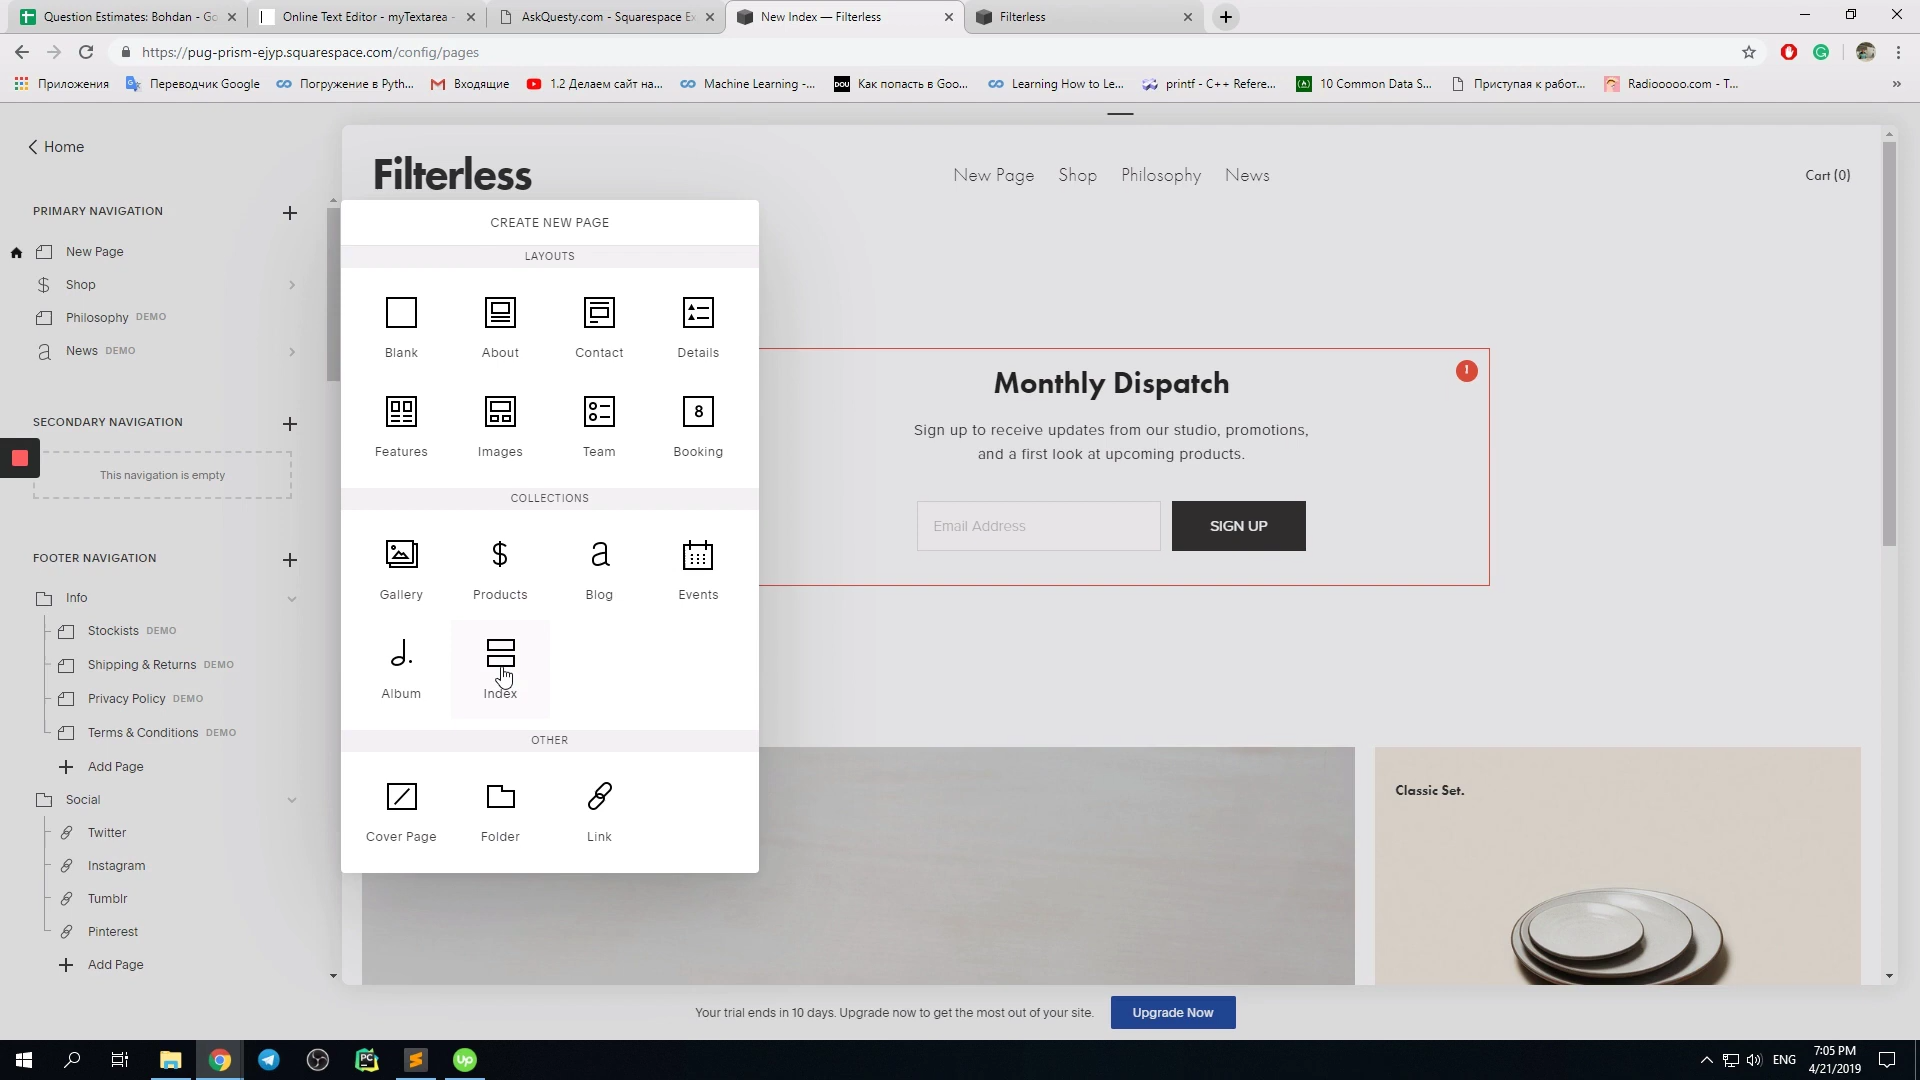 Question Estimates: Bohdan - Go
Online Text Editor - myTextarea -
AskQuesty.com - Squarespace Ex
New Index — Filterless
Filterless
https://pug-prism-ejyp.squarespace.com/config/pages
Приложения
Переводчик Google
Погружение в Pyth...
Входящие
1.2 Делаем сайт на...
Machine Learning -...
DOU
Как попасть в Goo...
Learning How to Le...
printf - C++ Refere...
10 Common Data S...
Приступая к работ...
Radiooooo.com - T...
»
Home
PRIMARY NAVIGATION
New Page
Shop
Philosophy DEMO
News DEMO
SECONDARY NAVIGATION
This navigation is empty
FOOTER NAVIGATION
Info
Stockists DEMO
Shipping & Returns DEMO
Privacy Policy DEMO
Terms & Conditions DEMO
Add Page
Social
Twitter
Instagram
Tumblr
Pinterest
Add Page
Filterless
New Page Shop Philosophy News
Cart (0)
CREATE NEW PAGE
LAYOUTS
Blank About Contact Details
8
Features Images Team Booking
COLLECTIONS
$ a
Gallery Products Blog Events
Album Index
OTHER
Cover Page Folder Link
Monthly Dispatch
Sign up to receive updates from our studio, promotions,
and a first look at upcoming products.
Email Address
SIGN UP
Classic Set.
Your trial ends in 10 days. Upgrade now to get the most out of your site.
Upgrade Now
PC
Up
ENG
7:05 PM
4/21/2019